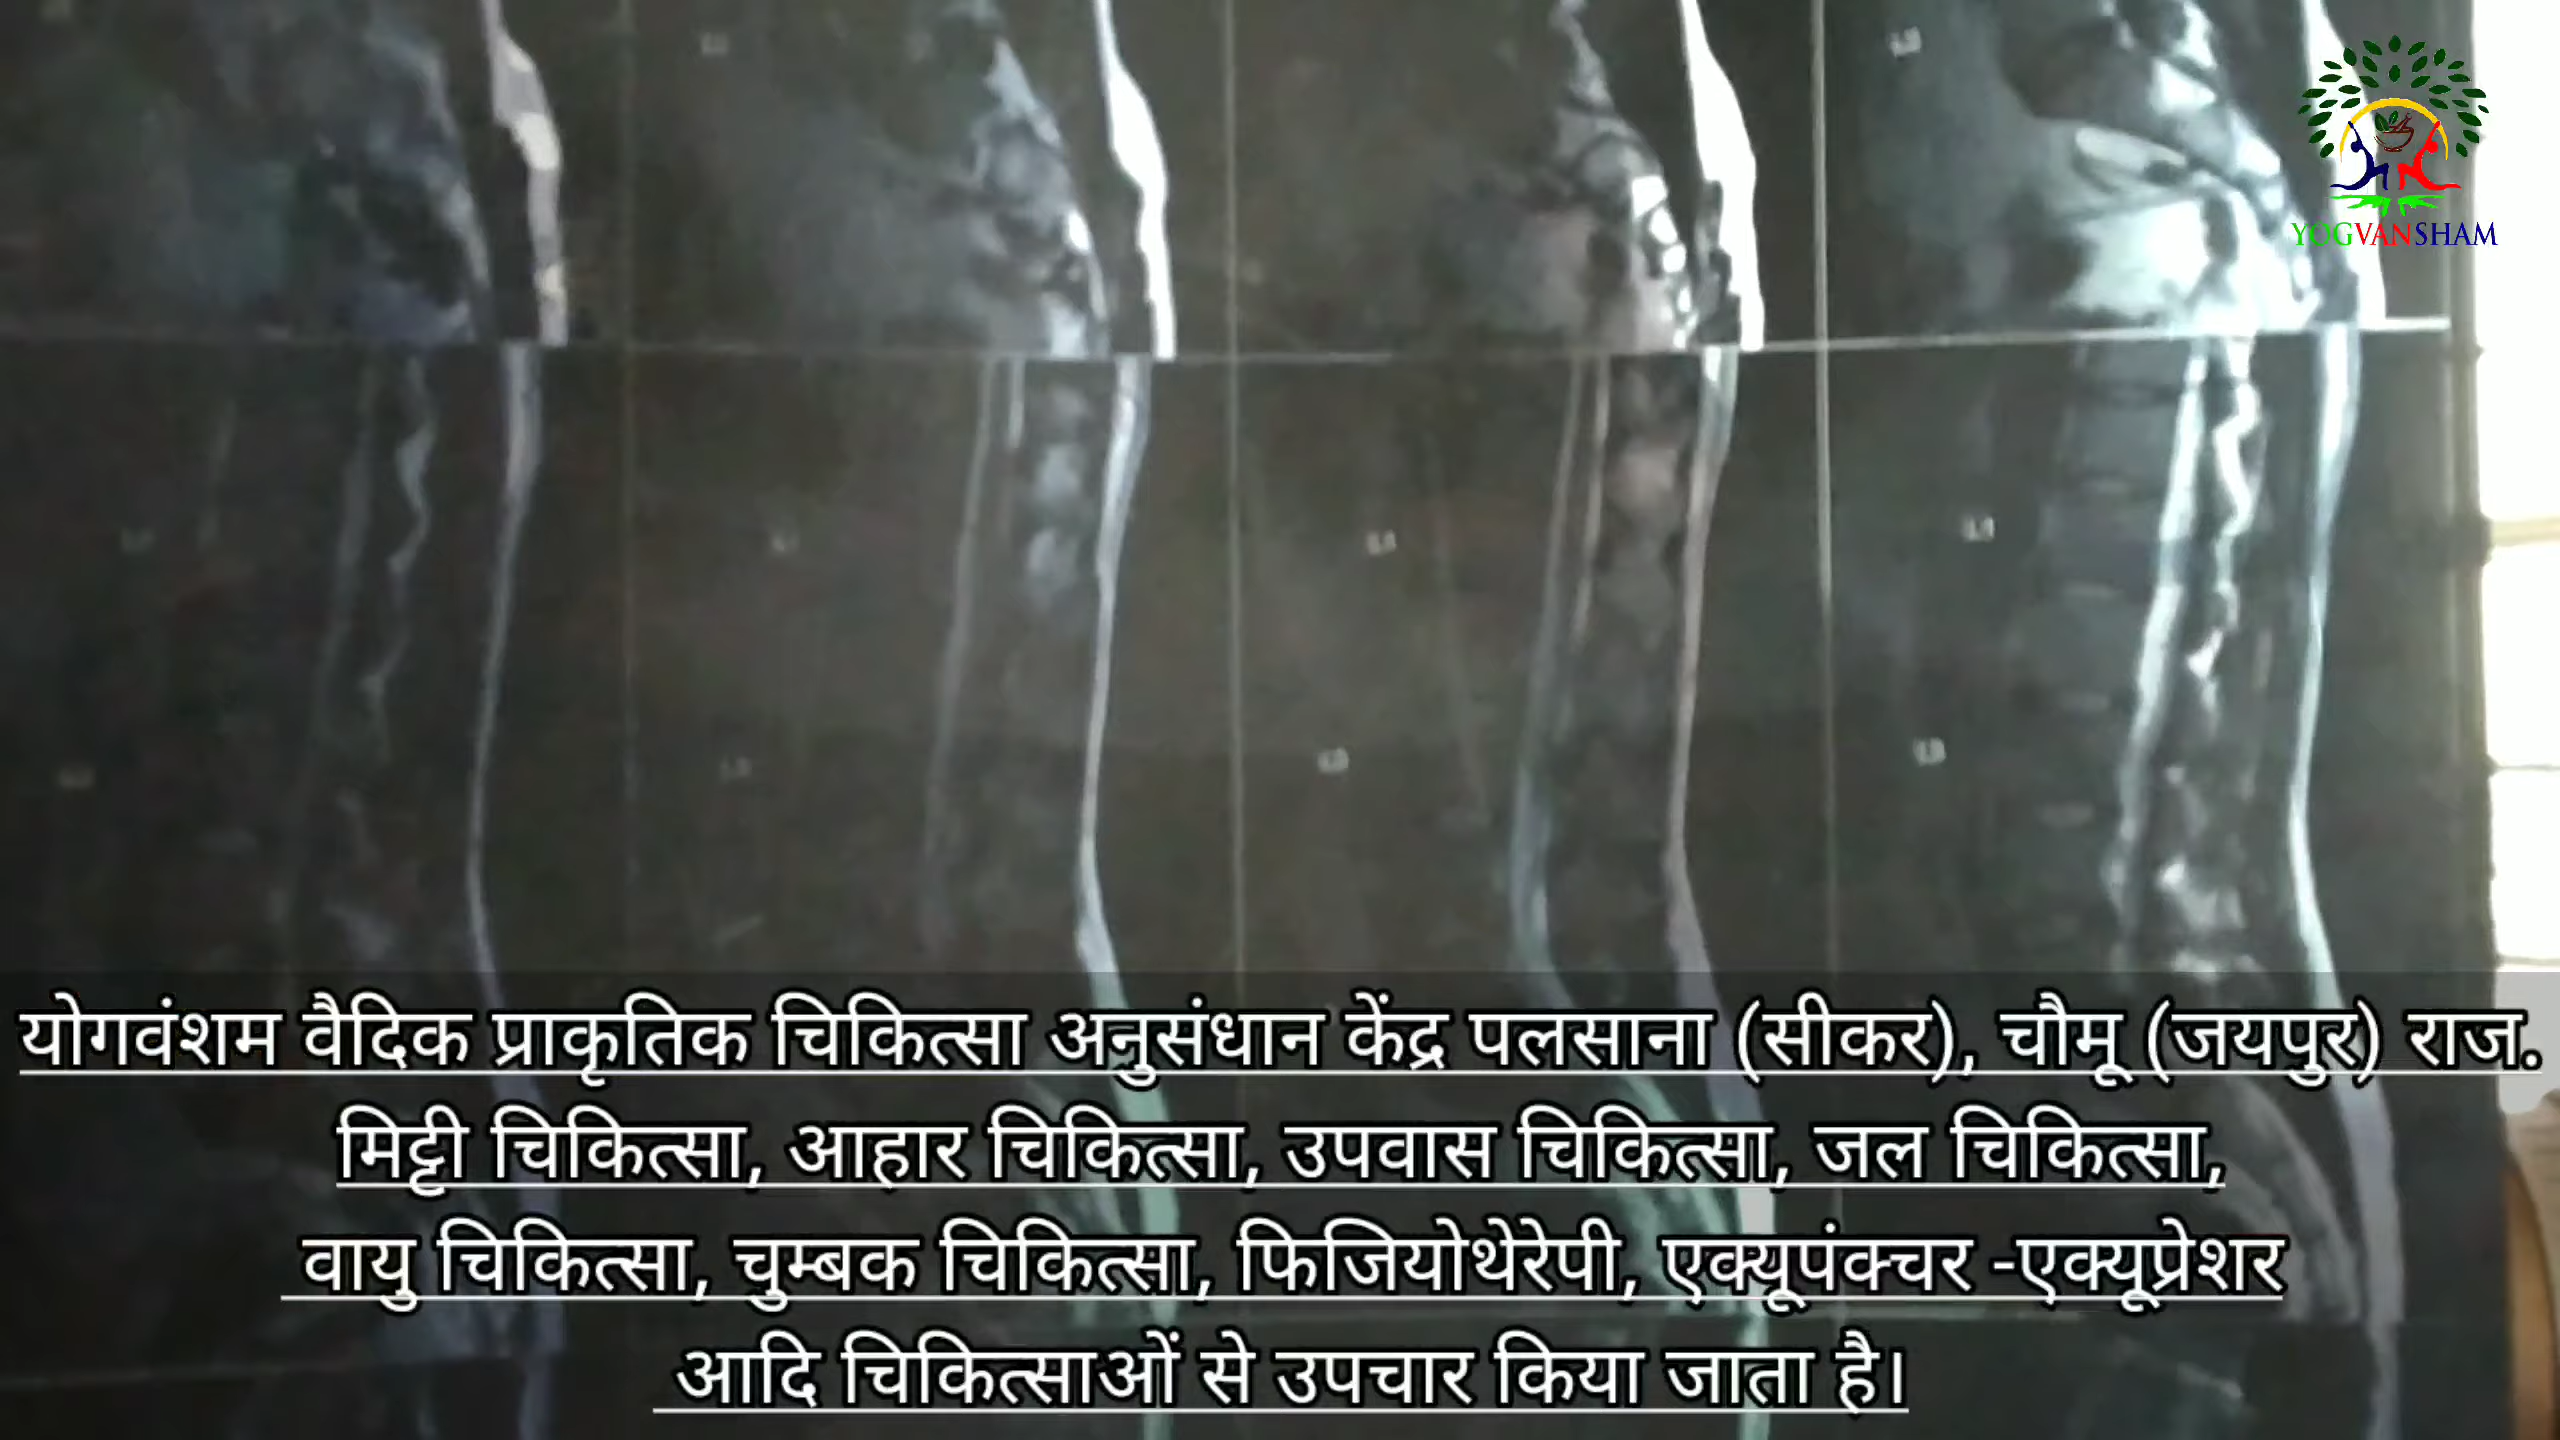 YOGVANSHAM
योगवंशम वैदिक प्राकृतिक चिकित्सा अनुसंधान केंद्र पलसाना (सीकर), चौमू (जयपुर) राज.
मिट्टी चिकित्सा, आहार चिकित्सा, उपवास चिकित्सा, जल चिकित्सा,
वायु चिकित्सा, चुम्बक चिकित्सा, फिजियोथेरेपी, एक्यूपंक्चर -एक्यूप्रेशर
आदि चिकित्साओं से उपचार किया जाता है।